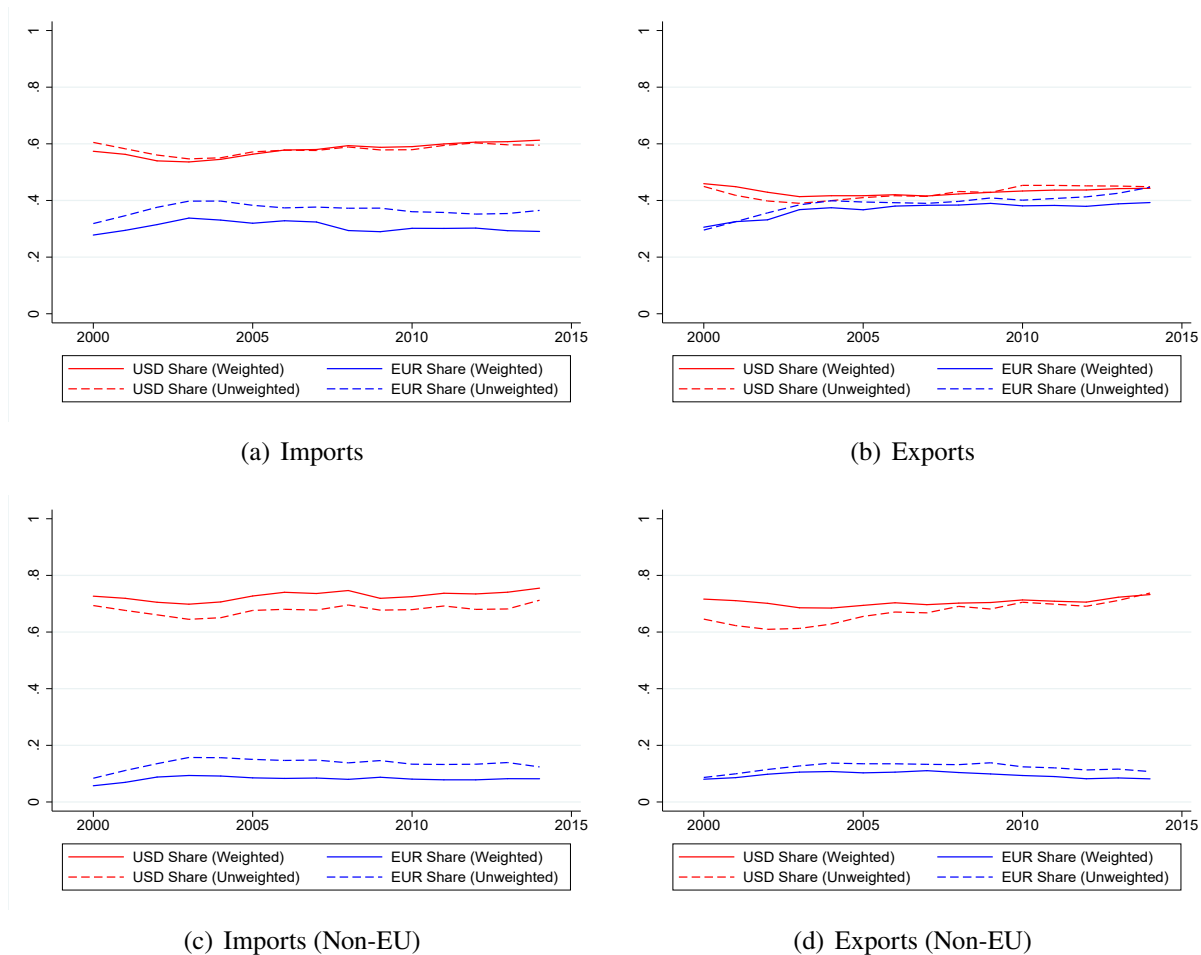 1
.8
.6
.4
.2
0
2000 2005 2010 2015
USD Share (Weighted) EUR Share (Weighted)
USD Share (Unweighted) EUR Share (Unweighted)
(a) Imports
1
.8
.6
.4
.2
0
2000 2005 2010 2015
USD Share (Weighted) EUR Share (Weighted)
USD Share (Unweighted) EUR Share (Unweighted)
(b) Exports
1
.8
.6
.4
.2
0
2000 2005 2010 2015
USD Share (Weighted) EUR Share (Weighted)
USD Share (Unweighted) EUR Share (Unweighted)
(c) Imports (Non-EU)
1
.8
.6
.4
.2
0
2000 2005 2010 2015
USD Share (Weighted) EUR Share (Weighted)
USD Share (Unweighted) EUR Share (Unweighted)
(d) Exports (Non-EU)